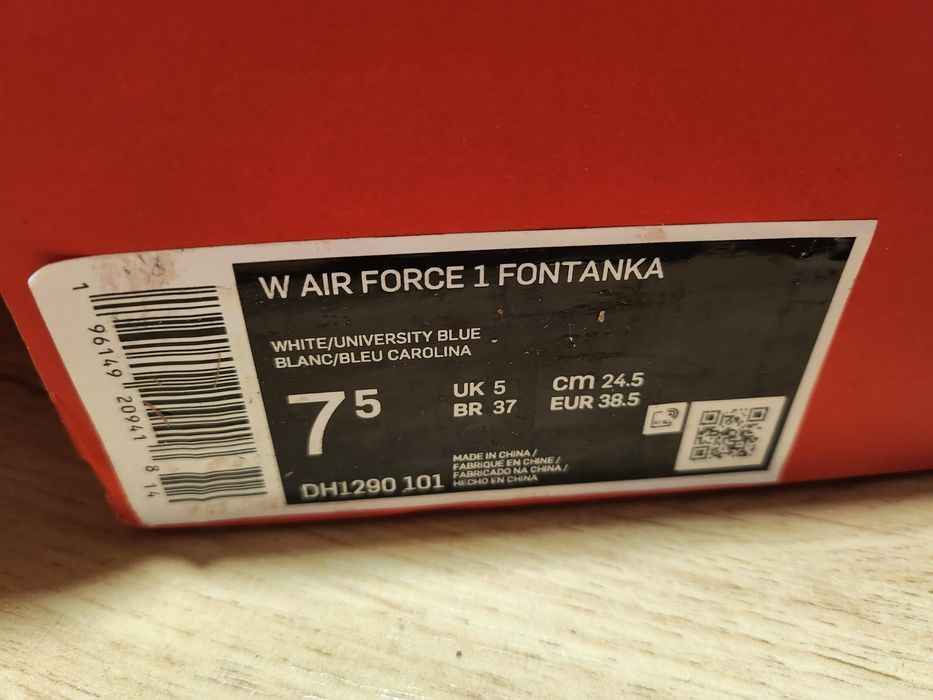 W AIR FORCE 1 FONTANKA
WHITE/UNIVERSITY BLUE
BLANC/BLEU CAROLINA
7 5
UK 5
BR 37
cm 24.5
EUR 38.5
MADE IN CHINA /
FABRIQUE EN CHINE /
FABRICADO NA CHINA /
HECHO EN CHINA
DH1290 101
1 96149 20941 8 14